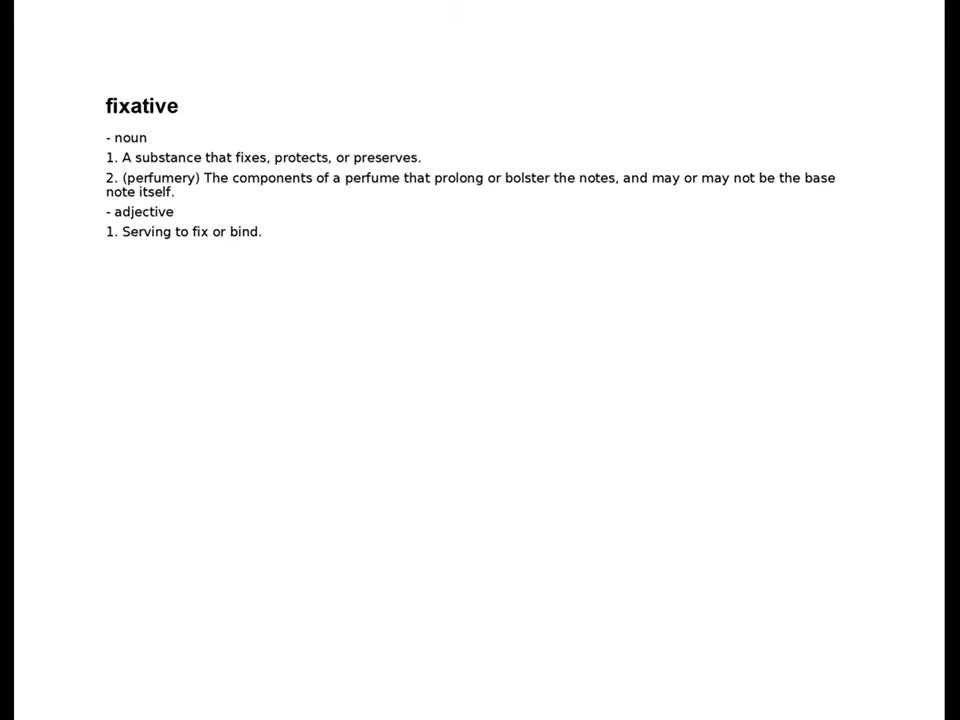 fixative
- noun
1. A substance that fixes, protects, or preserves.
2. (perfumery) The components of a perfume that prolong or bolster the notes, and may or may not be the base
note itself.
- adjective
1. Serving to fix or bind.